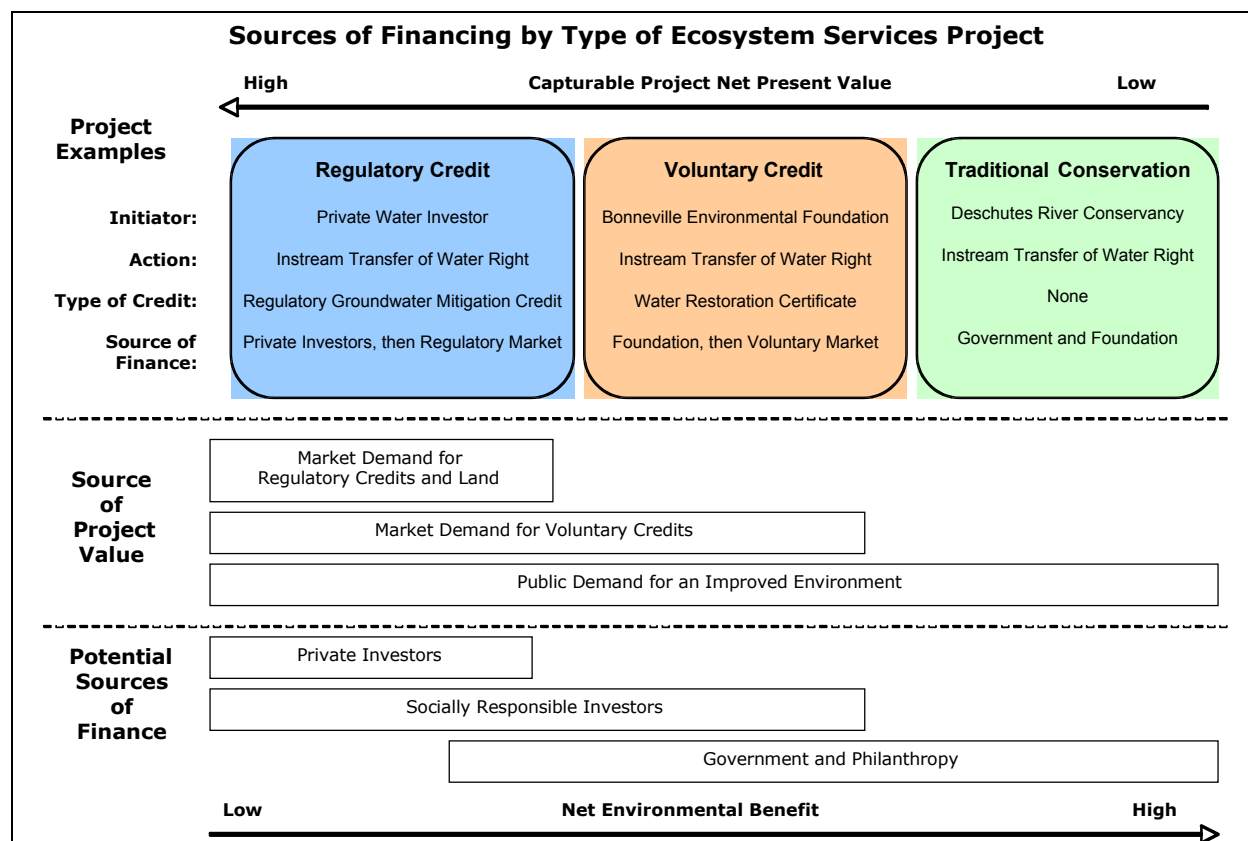 Sources of Financing by Type of Ecosystem Services Project
High Capturable Project Net Present Value Low
Project
Examples
Regulatory Credit Voluntary Credit Traditional Conservation
Initiator: Private Water Investor Bonneville Environmental Foundation Deschutes River Conservancy
Action: Instream Transfer of Water Right Instream Transfer of Water Right Instream Transfer of Water Right
Type of Credit: Regulatory Groundwater Mitigation Credit Water Restoration Certificate None
Source of Private Investors, then Regulatory Market Foundation, then Voluntary Market Government and Foundation
Finance:
Source
of
Project
Value
Market Demand for
Regulatory Credits and Land
Market Demand for Voluntary Credits
Public Demand for an Improved Environment
Potential
Sources
of
Finance
Private Investors
Socially Responsible Investors
Government and Philanthropy
Low Net Environmental Benefit High